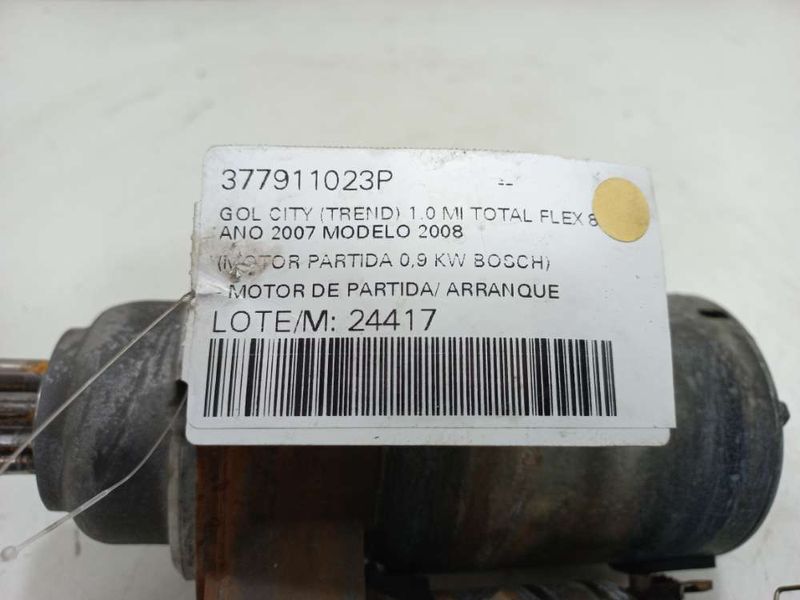 377911023P --
GOL CITY (TREND) 1.0 MI TOTAL FLEX 8
ANO 2007 MODELO 2008
(MOTOR PARTIDA 0,9 KW BOSCH)
- MOTOR DE PARTIDA/ ARRANQUE
LOTE/M: 24417